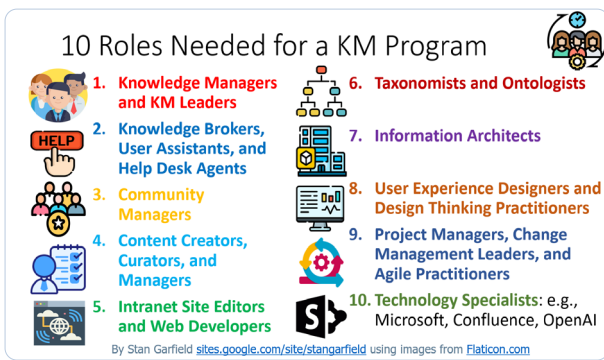 10 Roles Needed for a KM Program
1. Knowledge Managers
and KM Leaders
HELP
2. Knowledge Brokers,
User Assistants, and
Help Desk Agents
3. Community
Managers
4. Content Creators,
Curators, and
Managers
5. Intranet Site Editors
and Web Developers
6. Taxonomists and Ontologists
7. Information Architects
8. User Experience Designers and
Design Thinking Practitioners
9. Project Managers, Change
Management Leaders, and
Agile Practitioners
S
10. Technology Specialists: e.g.,
Microsoft, Confluence, OpenAI
By Stan Garfield sites.google.com/site/stangarfield using images from Flaticon.com